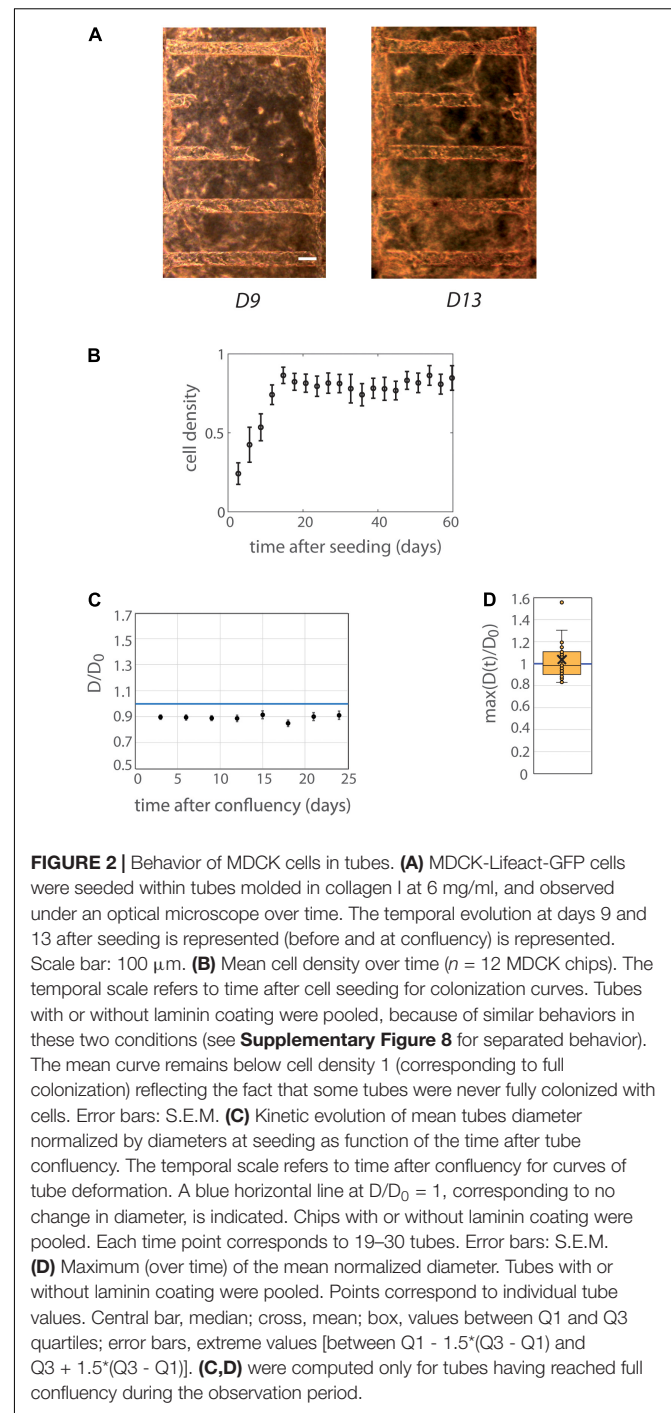 A
D9
D13
B
1
0.5
0
cell density
0
20
40
60
time after seeding (days)
C
1.7
1.5
1.3
1.1
0.9
0.7
0.5
D/D0
0
5
10
15
20
25
time after confluency (days)
D
1.6
1.4
1.2
1
0.8
0.6
0.4
0.2
0
max(D(t)/D0)
FIGURE 2 | Behavior of MDCK cells in tubes. (A) MDCK-Lifeact-GFP cells
were seeded within tubes molded in collagen I at 6 mg/ml, and observed
under an optical microscope over time. The temporal evolution at days 9 and
13 after seeding is represented (before and at confluency) is represented.
Scale bar: 100 μm. (B) Mean cell density over time (n = 12 MDCK chips). The
temporal scale refers to time after cell seeding for colonization curves. Tubes
with or without laminin coating were pooled, because of similar behaviors in
these two conditions (see Supplementary Figure 8 for separated behavior).
The mean curve remains below cell density 1 (corresponding to full
colonization) reflecting the fact that some tubes were never fully colonized with
cells. Error bars: S.E.M. (C) Kinetic evolution of mean tubes diameter
normalized by diameters at seeding as function of the time after tube
confluency. The temporal scale refers to time after confluency for curves of
tube deformation. A blue horizontal line at D/D0 = 1, corresponding to no
change in diameter, is indicated. Chips with or without laminin coating were
pooled. Each time point corresponds to 19–30 tubes. Error bars: S.E.M.
(D) Maximum (over time) of the mean normalized diameter. Tubes with or
without laminin coating were pooled. Points correspond to individual tube
values. Central bar, median; cross, mean; box, values between Q1 and Q3
quartiles; error bars, extreme values [between Q1 - 1.5*(Q3 - Q1) and
Q3 + 1.5*(Q3 - Q1)]. (C,D) were computed only for tubes having reached full
confluency during the observation period.